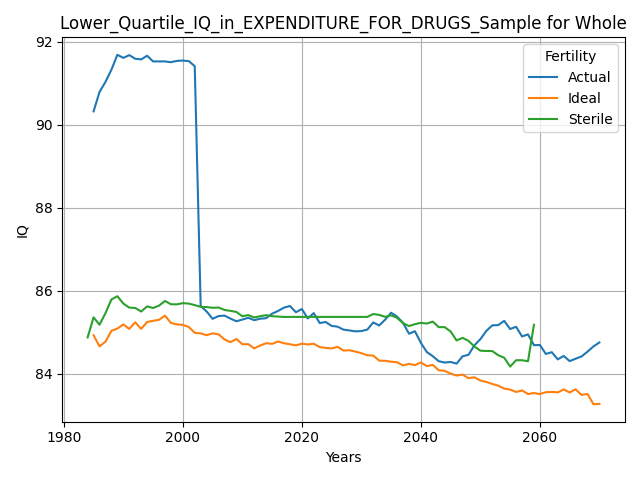 Lower_Quartile_IQ_in_EXPENDITURE_FOR_DRUGS_Sample for Whole
92
90
88
86
84
IQ
1980
2000
2020
2040
2060
Years
Fertility
Actual
Ideal
Sterile